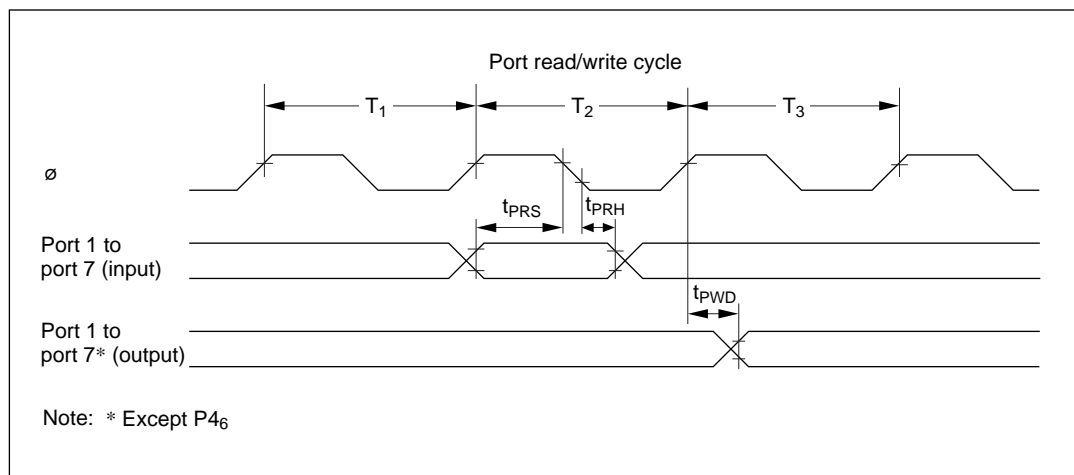 Port read/write cycle
T1 T2 T3
ø
tPRS tPRH
Port 1 to
port 7 (input)
tPWD
Port 1 to
port 7* (output)
Note: * Except P46